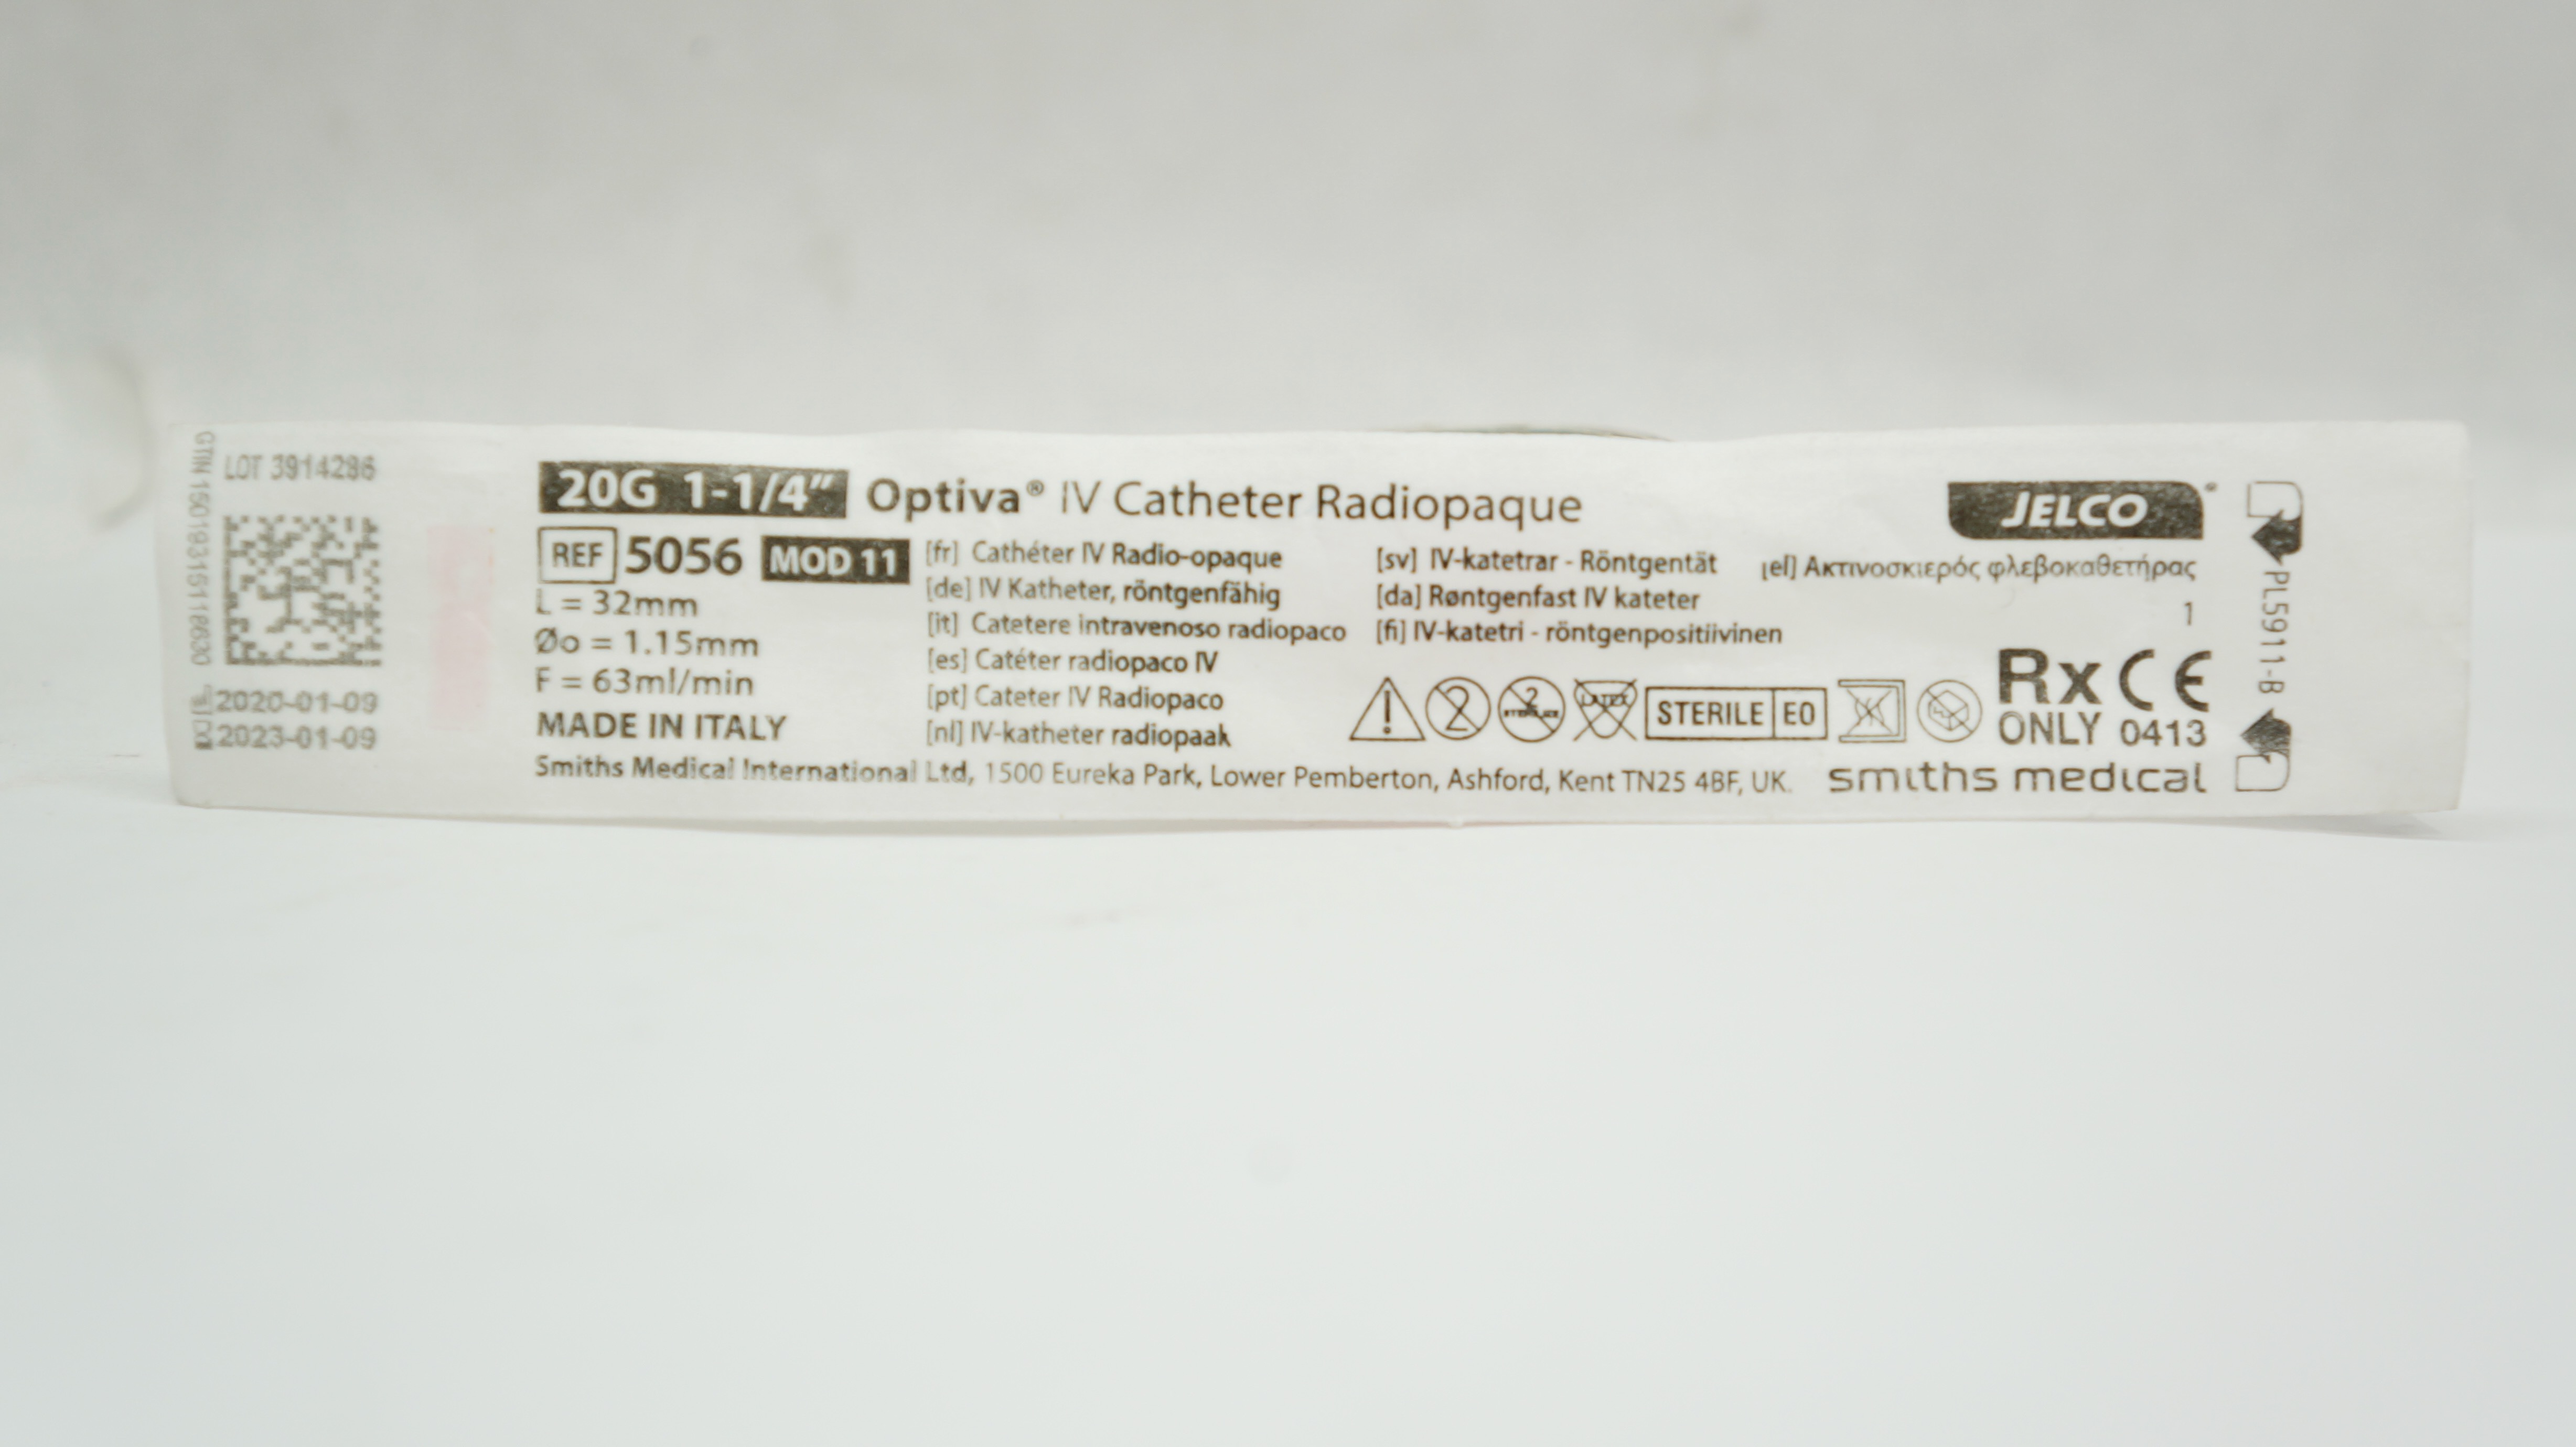 GTIN 15019315118630
LOT 3914286
2020-01-09
2023-01-09
20G 1-1/4" Optiva® IV Catheter Radiopaque
REF 5056 MOD 11
L = 32mm
Øo = 1.15mm
F = 63ml/min
MADE IN ITALY
[fr] Cathéter IV Radio-opaque
[de] IV Katheter, röntgenfähig
[it] Catetere intravenoso radiopaco
[es] Catéter radiopaco IV
[pt] Cateter IV Radiopaco
[nl] IV-katheter radiopaak
[sv] IV-katetrar - Röntgentät
[da] Røntgenfast IV kateter
[fi] IV-katetri - röntgenpositiivinen
[el] Ακτινοσκιερός φλεβοκαθετήρας
JELCO®
1
2
2
LATEX
STERILE EO
Rx ONLY
CE 0413
Smiths Medical International Ltd, 1500 Eureka Park, Lower Pemberton, Ashford, Kent TN25 4BF, UK.
smiths medical
PL5911-B